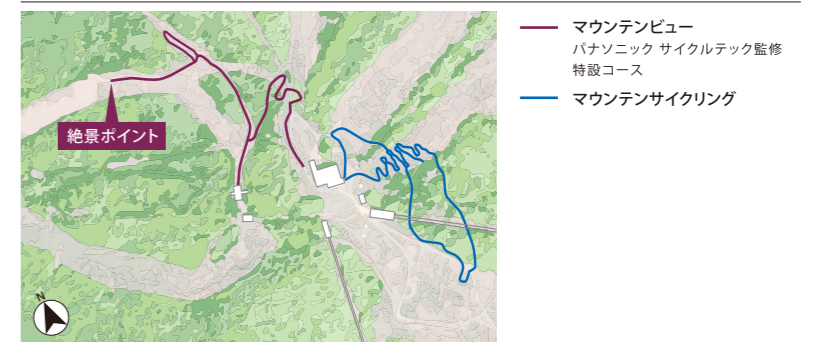 マウンテンビュー
パナソニック サイクルテック監修
特設コース
マウンテンサイクリング
絶景ポイント
N